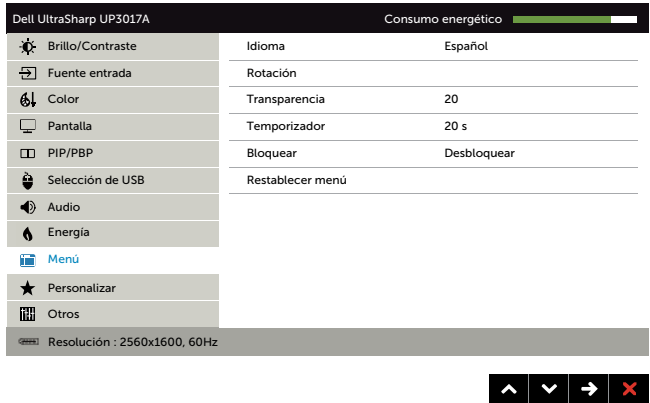 Dell UltraSharp UP3017A
Consumo energético
Brillo/Contraste
Fuente entrada
Color
Pantalla
PIP/PBP
Selección de USB
Audio
Energía
Menú
Personalizar
Otros
Idioma Español
Rotación
Transparencia 20
Temporizador 20 s
Bloquear Desbloquear
Restablecer menú
Resolución : 2560x1600, 60Hz